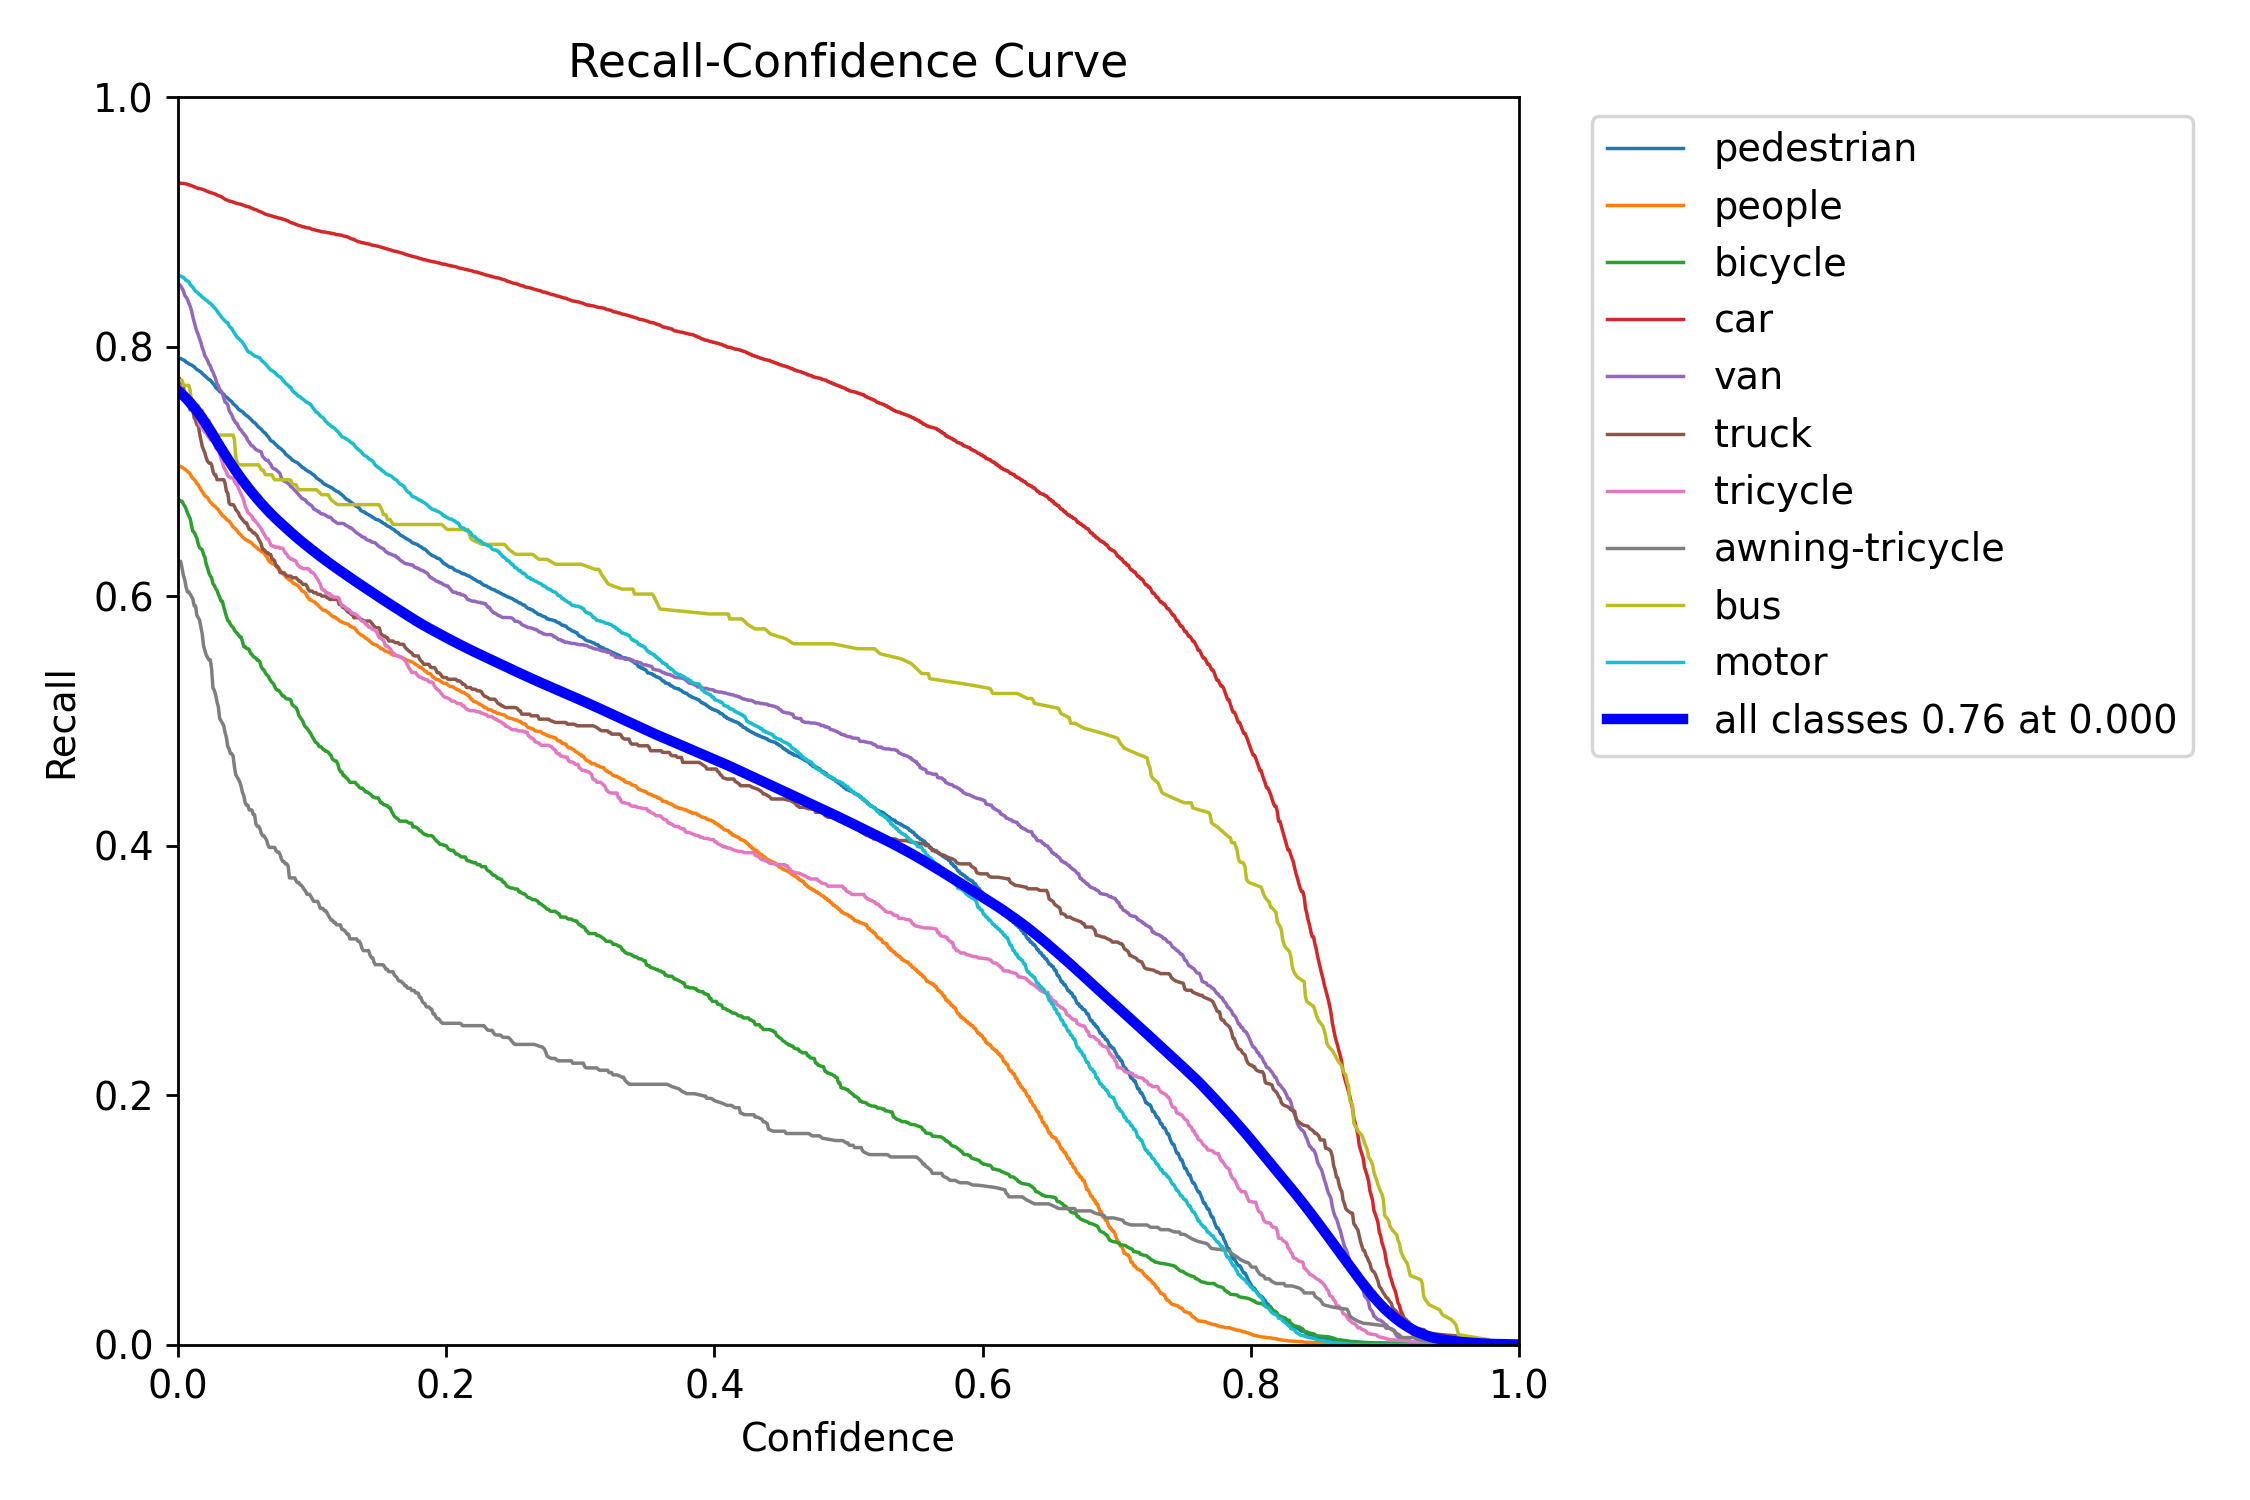 Recall-Confidence Curve
1.0
0.8
0.6
0.4
0.2
0.0
Recall
0.0 0.2 0.4 0.6 0.8 1.0
Confidence
pedestrian
people
bicycle
car
van
truck
tricycle
awning-tricycle
bus
motor
all classes 0.76 at 0.000